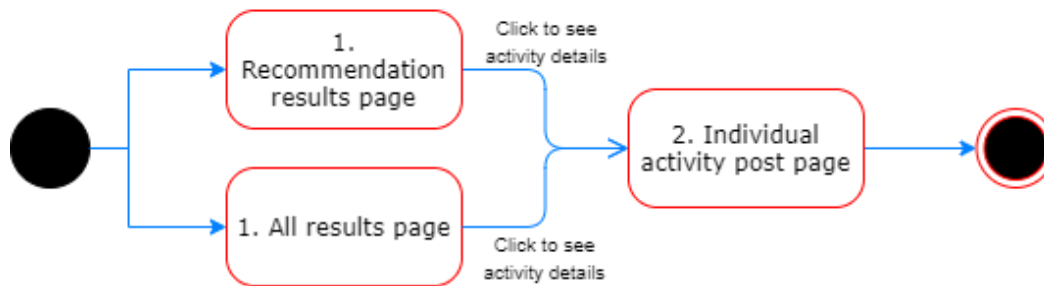 1.
Recommendation
results page
Click to see
activity details
1. All results page
Click to see
activity details
2. Individual
activity post page